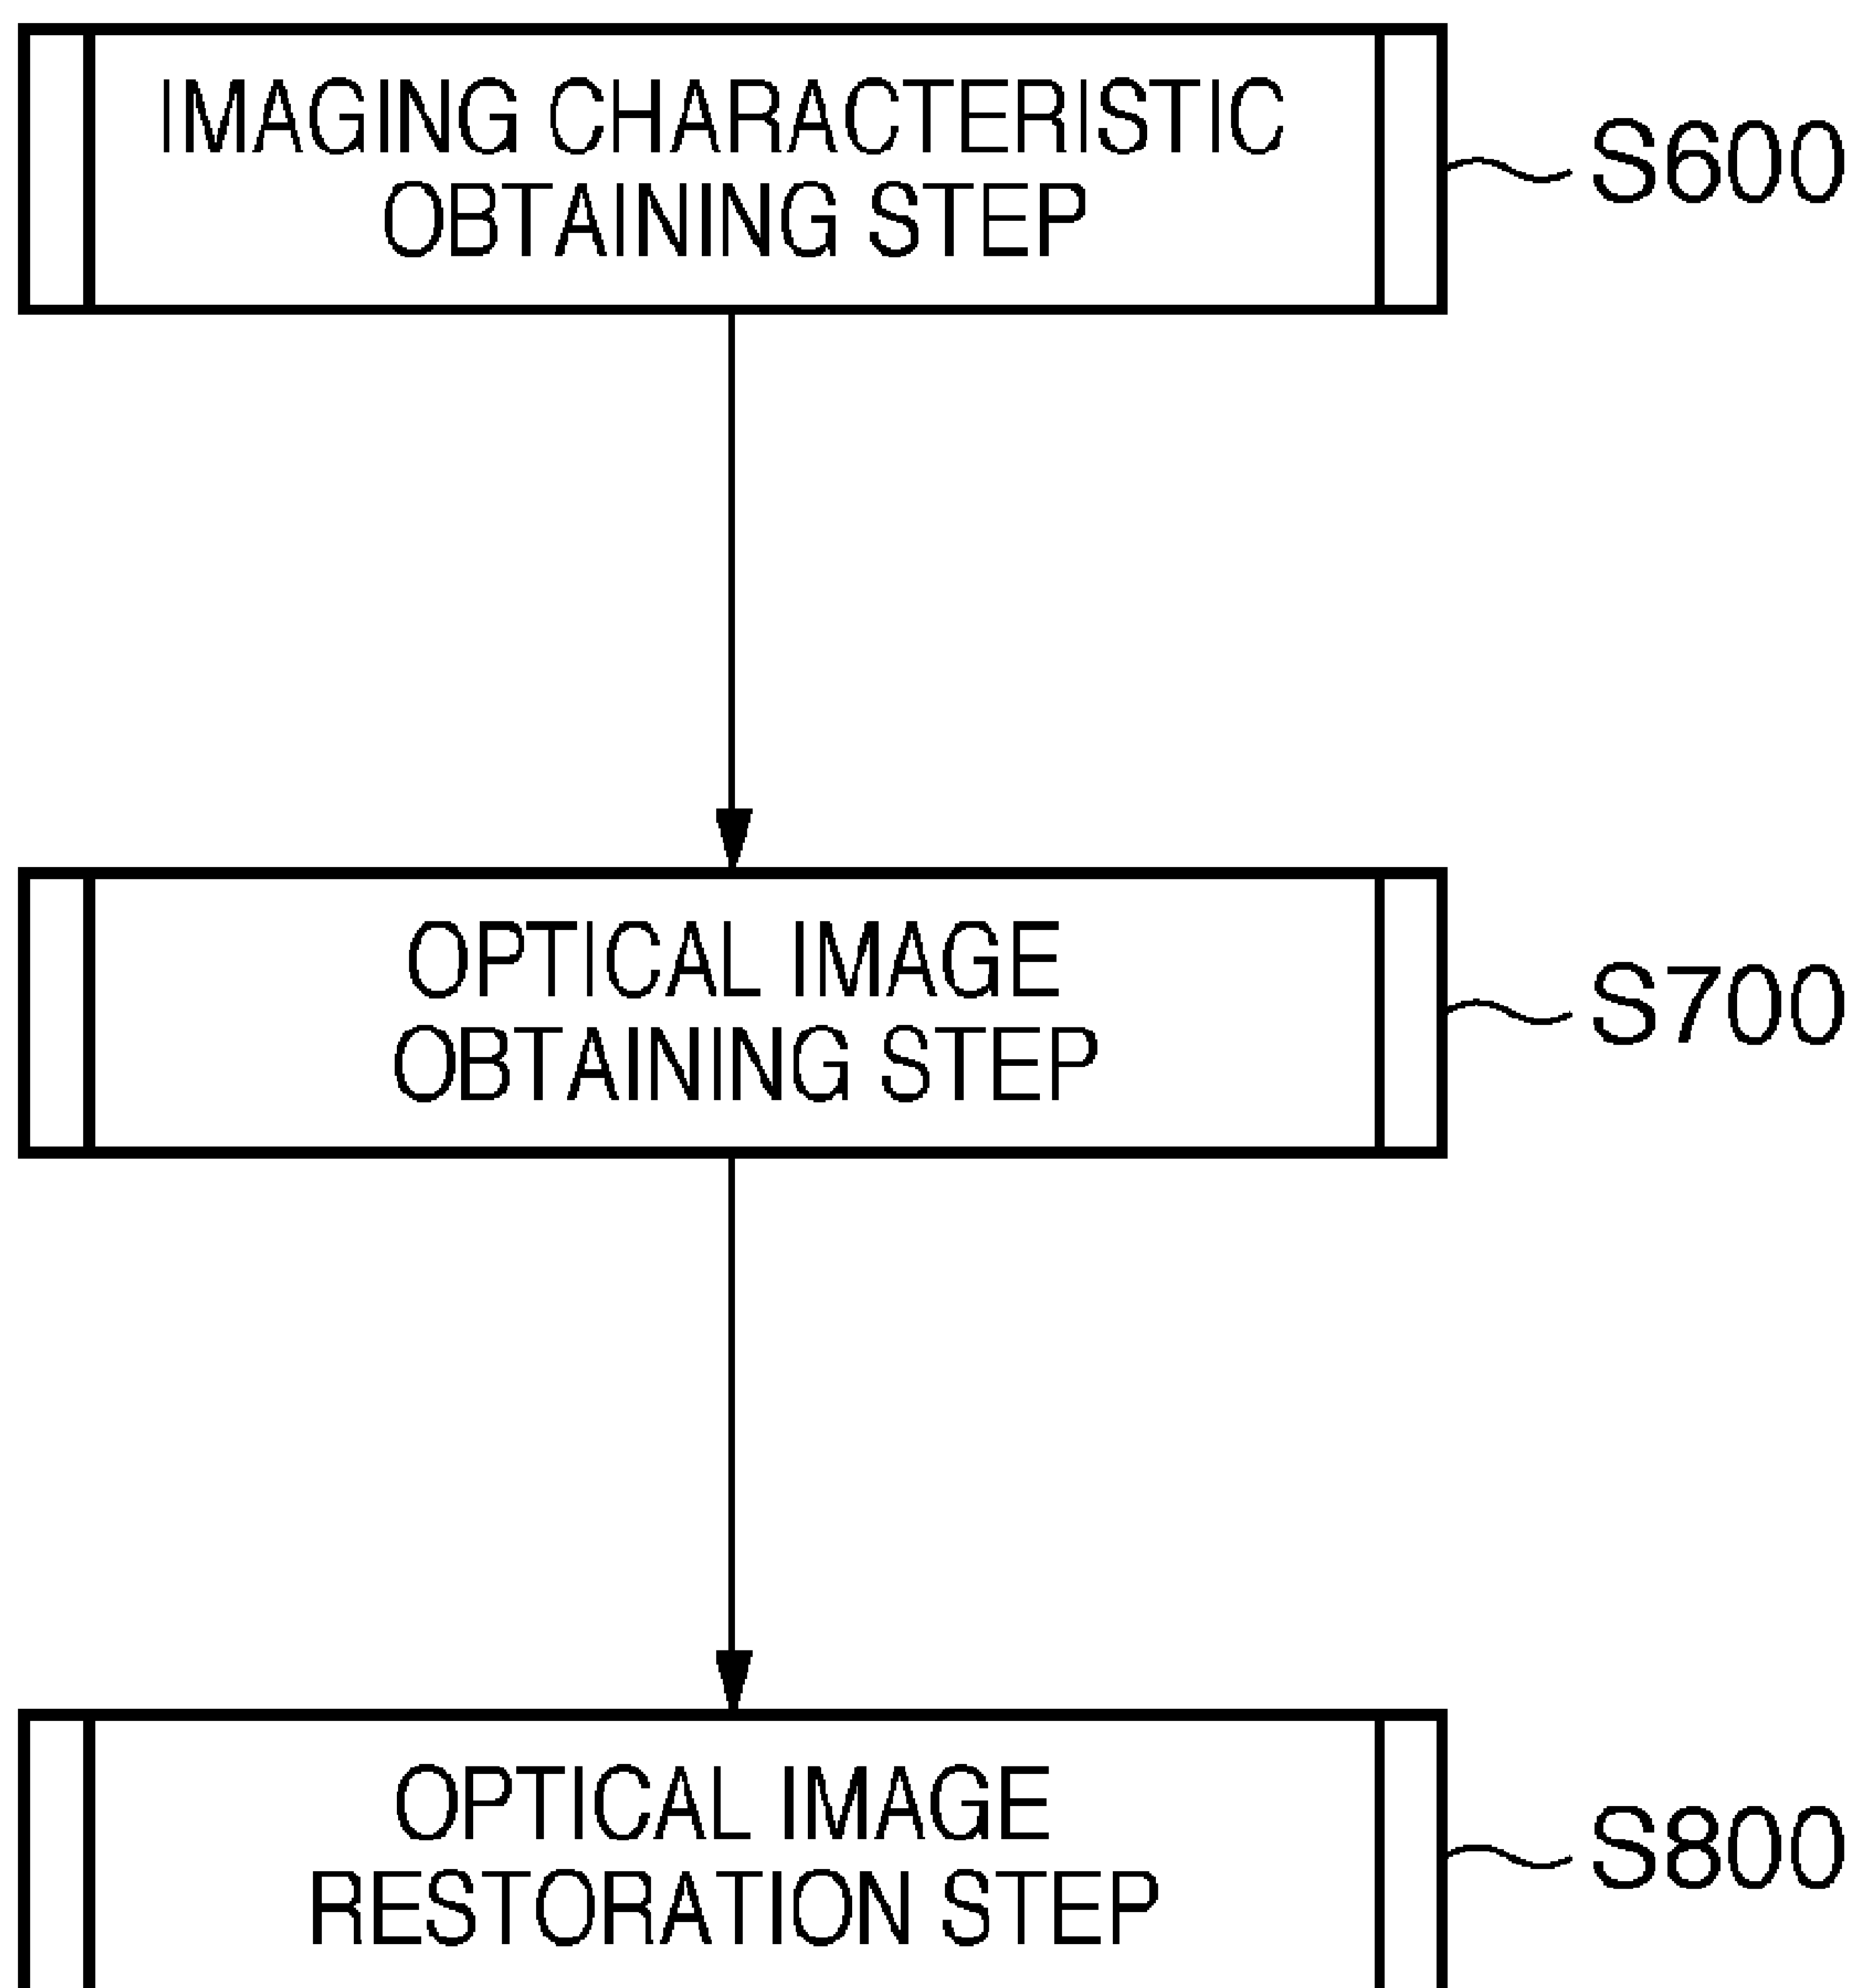 IMAGING CHARACTERISTIC
OBTAINING STEP
S600
OPTICAL IMAGE
OBTAINING STEP
S700
OPTICAL IMAGE
RESTORATION STEP
S800